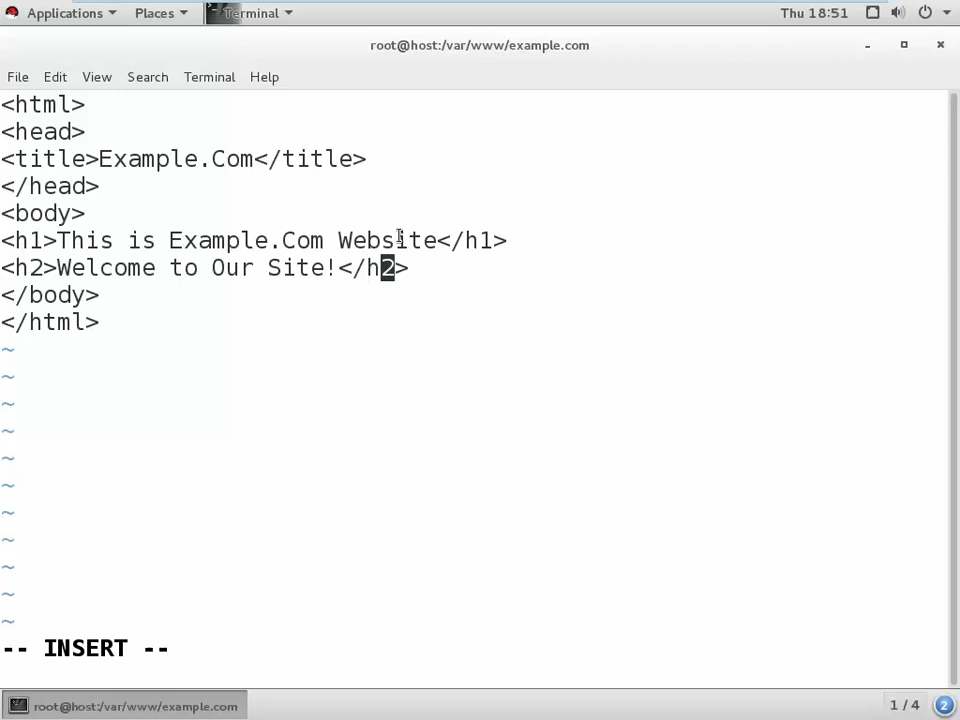 Applications Places Terminal Thu 18:51
root@host:/var/www/example.com
File Edit View Search Terminal Help
<html>
<head>
<title>Example.Com</title>
</head>
<body>
<h1>This is Example.Com Website</h1>
<h2>Welcome to Our Site!</h2>
</body>
</html>
~
~
~
~
~
~
~
~
~
~
~
-- INSERT --
root@host:/var/www/example.com 1 / 4 2